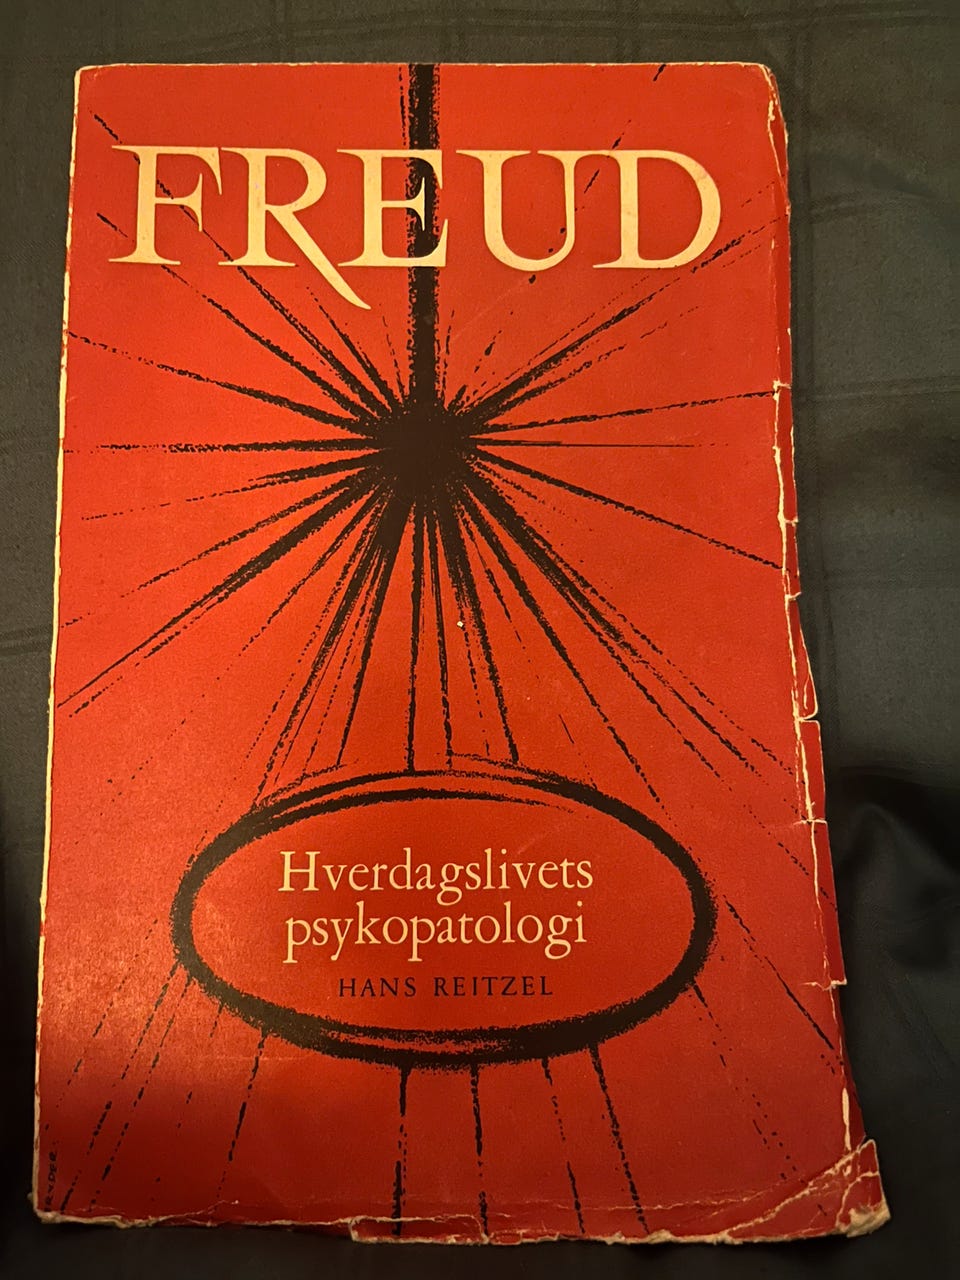 FREUD
Hverdagslivets
psykopatologi
HANS REITZEL